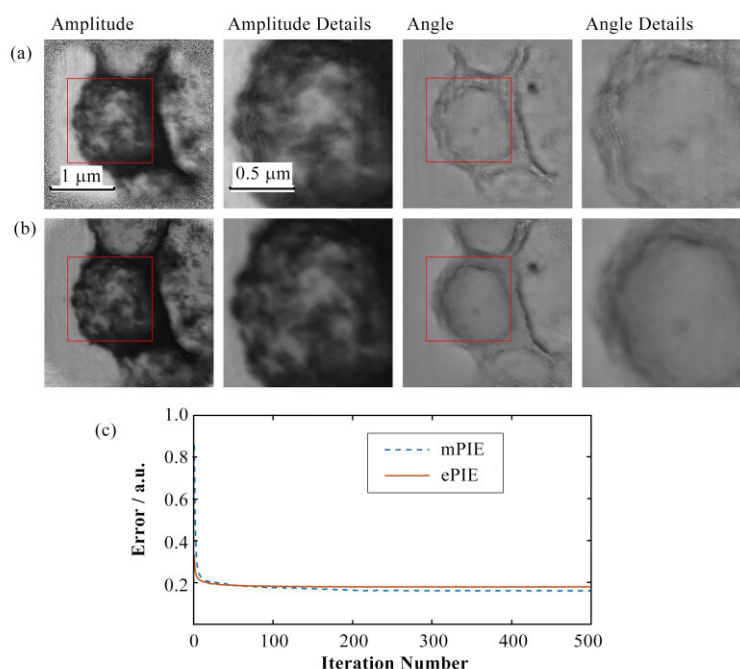 Amplitude Amplitude Details Angle Angle Details
(a)
1 μm 0.5 μm
(b)
(c)
1.0
0.8
0.6
0.4
0.2
mPIE
ePIE
Error / a.u.
0 100 200 300 400 500
Iteration Number